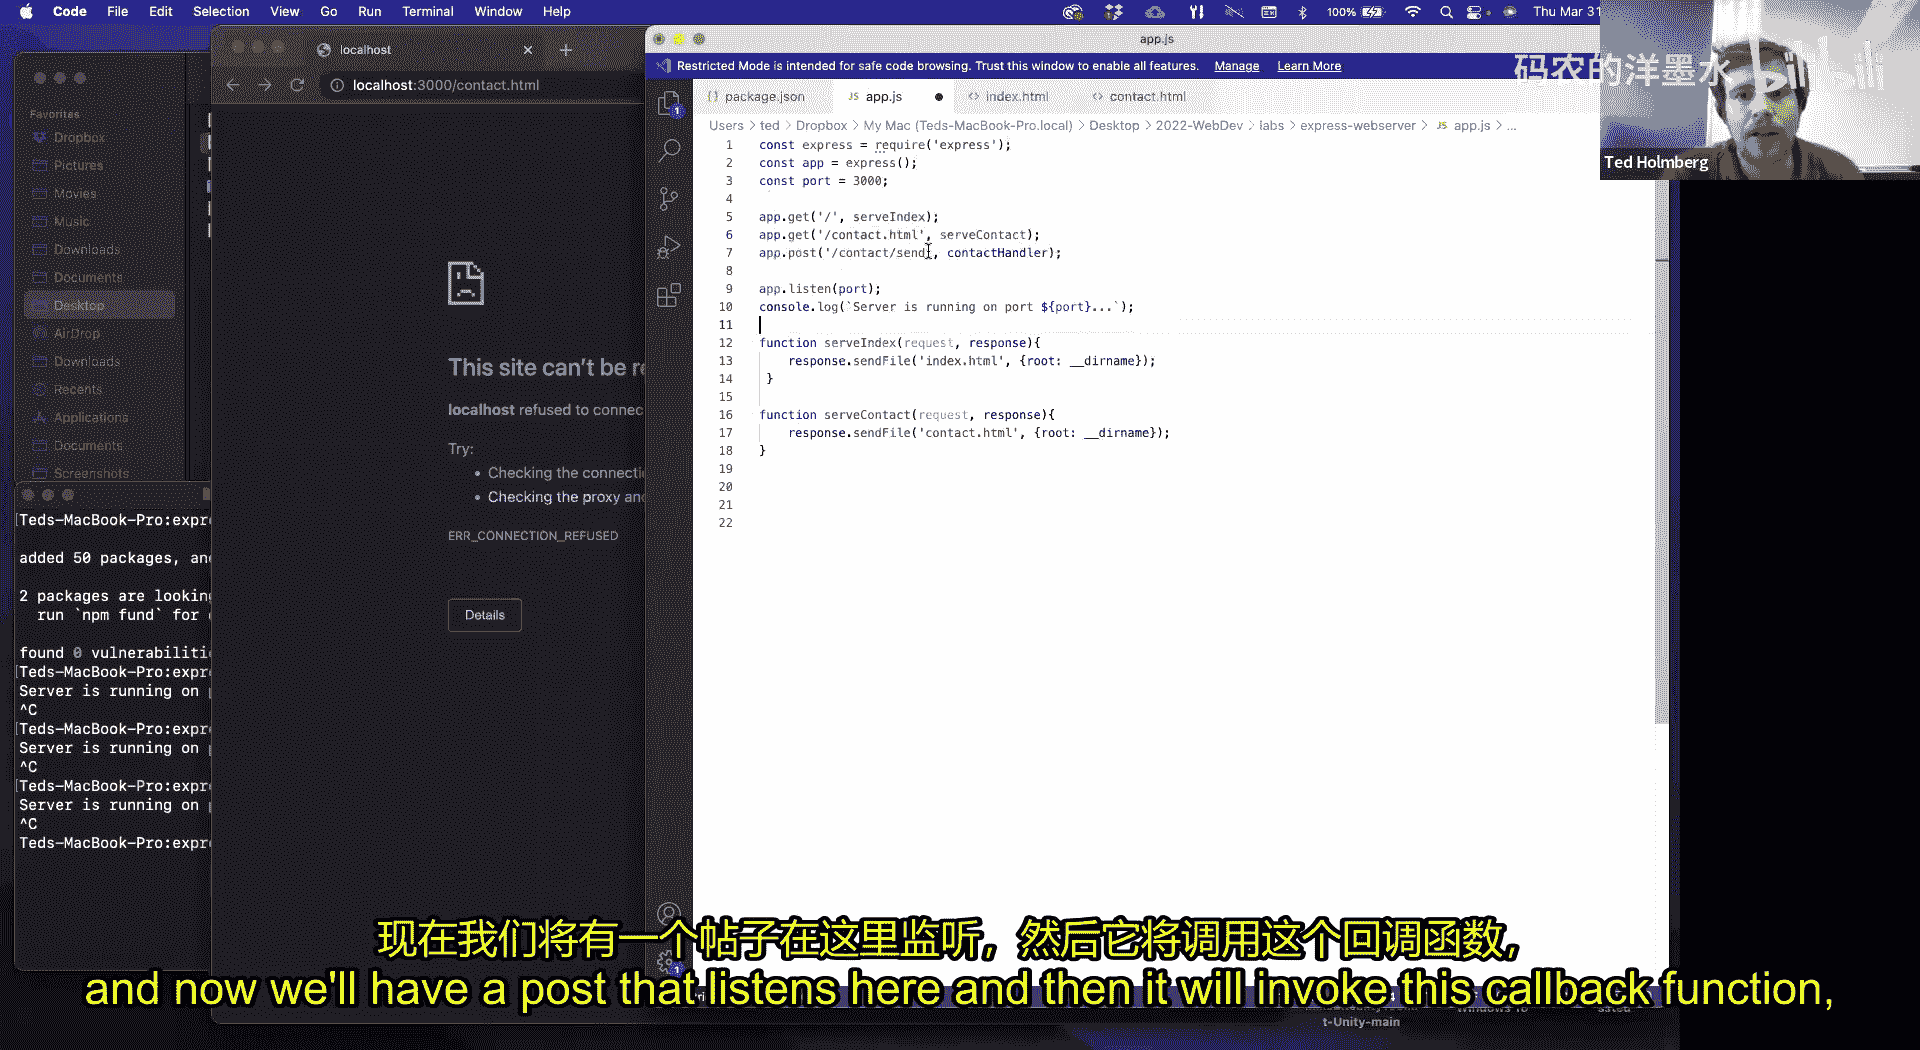 Code File Edit Selection View Go Run Terminal Window Help 100% Thu Mar 31
码农的洋墨水 bilibili
Ted Holmberg
Favorites
Dropbox
Pictures
Movies
Music
Downloads
Documents
Desktop
AirDrop
Downloads
Recents
Applications
Documents
Screenshots
Teds-MacBook-Pro:expr
added 50 packages, an
2 packages are looking
run `npm fund` for
found 0 vulnerabiliti
Teds-MacBook-Pro:expr
Server is running on
^C
Teds-MacBook-Pro:expr
Server is running on
^C
Teds-MacBook-Pro:expr
Server is running on
^C
Teds-MacBook-Pro:expr
localhost
localhost:3000/contact.html
This site can't be re
localhost refused to connec
Try:
Checking the connecti
Checking the proxy an
ERR_CONNECTION_REFUSED
Details
app.js
Restricted Mode is intended for safe code browsing. Trust this window to enable all features. Manage Learn More
package.json app.js index.html contact.html
Users > ted > Dropbox > My Mac (Teds-MacBook-Pro.local) > Desktop > 2022-WebDev > labs > express-webserver > JS app.js > ...
1 const express = require('express');
2 const app = express();
3 const port = 3000;
4
5 app.get('/', serveIndex);
6 app.get('/contact.html', serveContact);
7 app.post('/contact/send', contactHandler);
8
9 app.listen(port);
10 console.log(`Server is running on port ${port}...`);
11
12 function serveIndex(request, response){
13 response.sendFile('index.html', {root: __dirname});
14 }
15
16 function serveContact(request, response){
17 response.sendFile('contact.html', {root: __dirname});
18 }
19
20
21
22
现在我们将有一个帖子在这里监听，然后它将调用这个回调函数，
and now we'll have a post that listens here and then it will invoke this callback function,
t-Unity-main